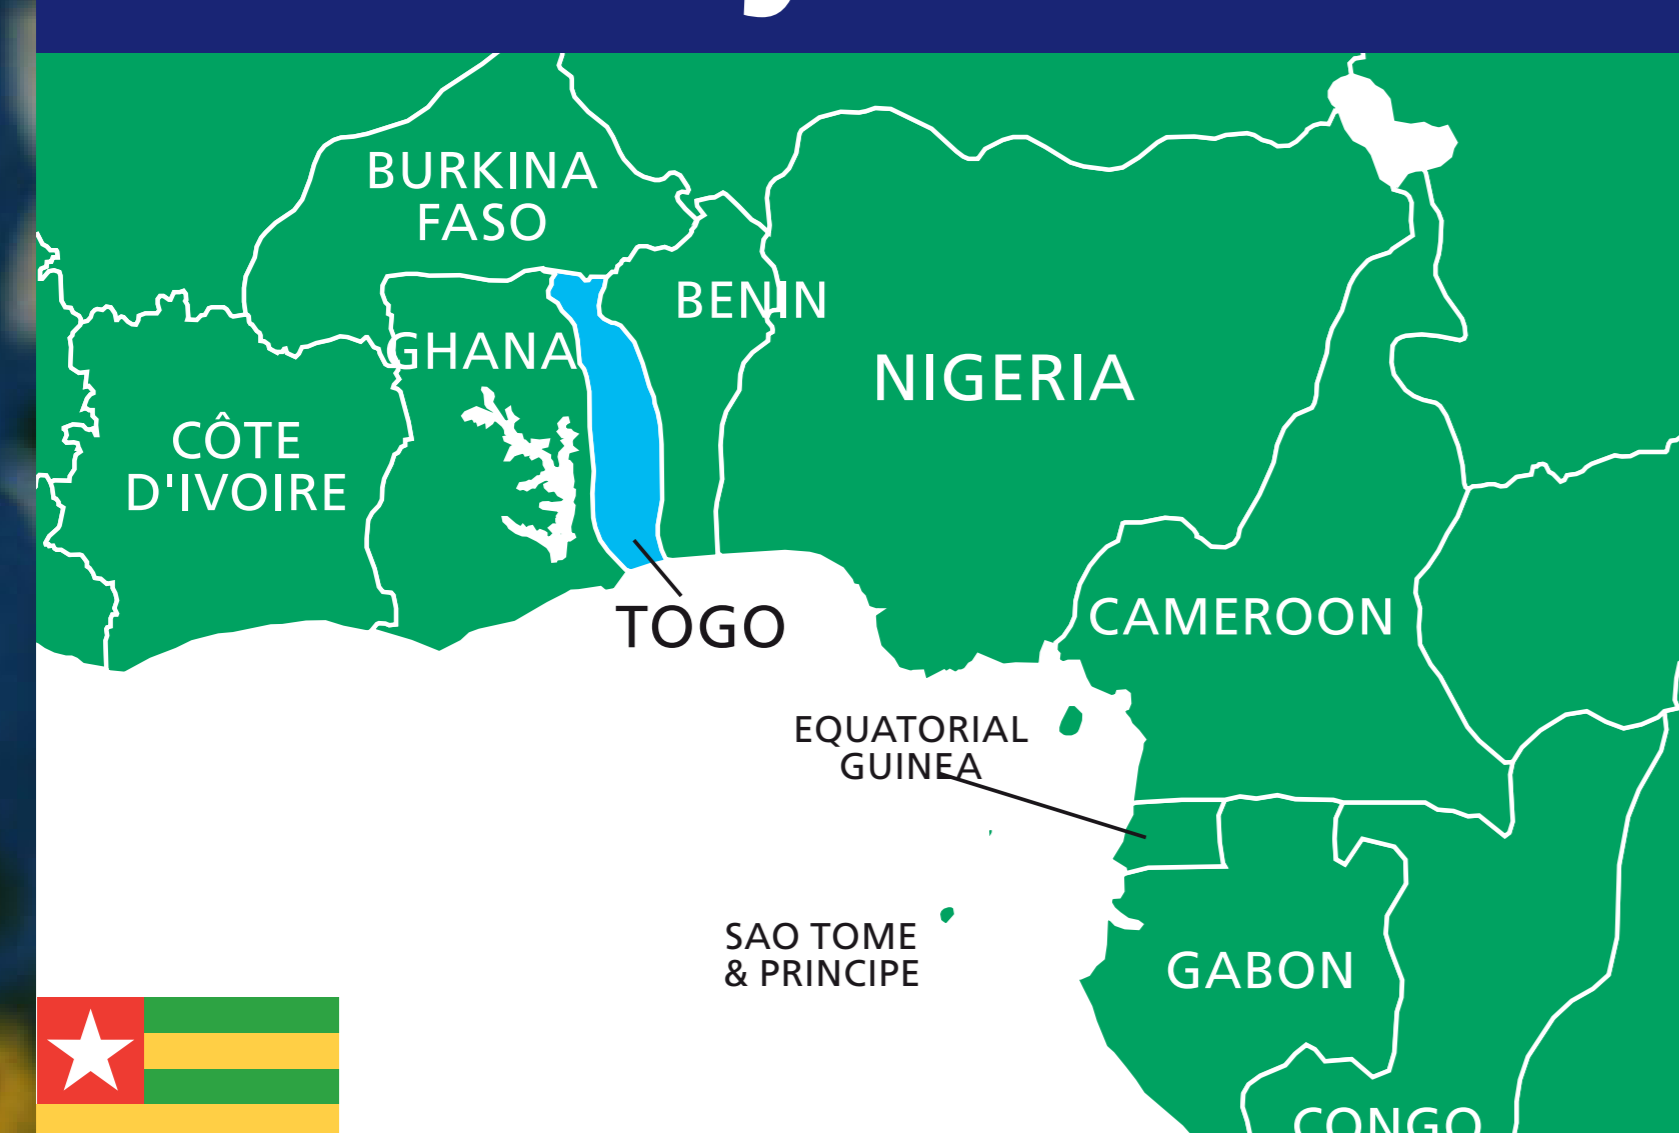 BURKINA
FASO
BENIN
GHANA
NIGERIA
CÔTE
D'IVOIRE
TOGO
CAMEROON
EQUATORIAL
GUINEA
SAO TOME
& PRINCIPE
GABON
CONGO